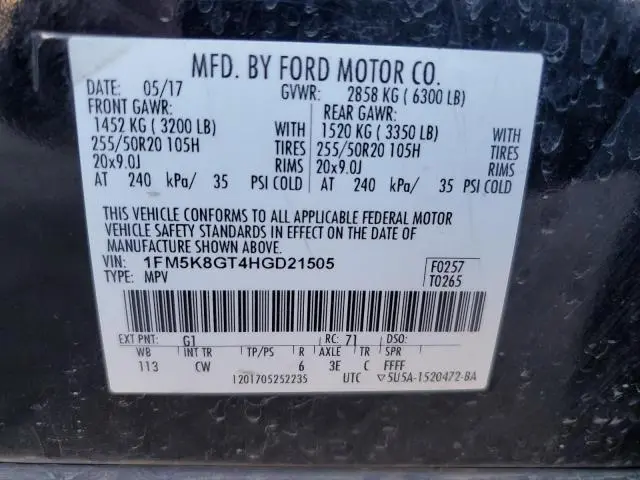 MFD. BY FORD MOTOR CO.
DATE: 05/17 GVWR: 2858 KG ( 6300 LB)
FRONT GAWR: REAR GAWR:
1452 KG ( 3200 LB) WITH 1520 KG ( 3350 LB) WITH
255/50R20 105H TIRES 255/50R20 105H TIRES
20x9.0J RIMS 20x9.0J RIMS
AT 240 kPa/ 35 PSI COLD AT 240 kPa/ 35 PSI COLD
THIS VEHICLE CONFORMS TO ALL APPLICABLE FEDERAL MOTOR
VEHICLE SAFETY STANDARDS IN EFFECT ON THE DATE OF
MANUFACTURE SHOWN ABOVE.
VIN: 1FM5K8GT4HGD21505 F0257
TYPE: MPV T0265
EXT PNT: G1 RC: 71 DSO:
WB INT TR TP/PS R AXLE TR SPR
113 CW 6 3E C FFFF
1201705252235 UTC ▽5U5A-1520472-BA